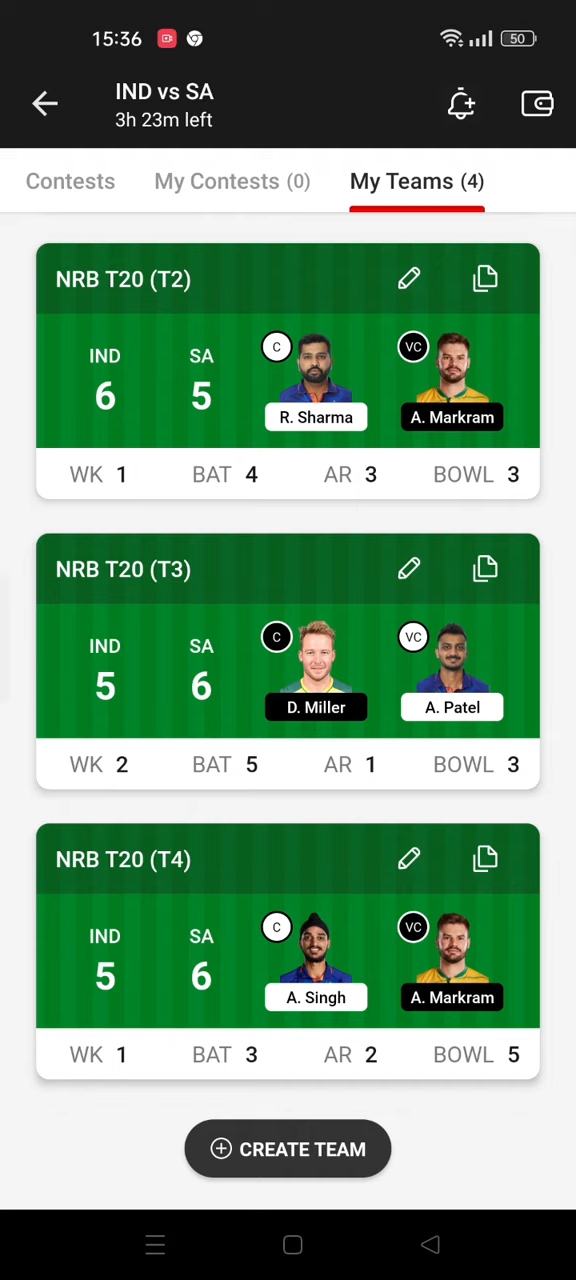 15:36
50
IND vs SA
3h 23m left
Contests My Contests (0) My Teams (4)
NRB T20 (T2)
IND SA
6 5
C VC
R. Sharma A. Markram
WK 1 BAT 4 AR 3 BOWL 3
NRB T20 (T3)
IND SA
5 6
C VC
D. Miller A. Patel
WK 2 BAT 5 AR 1 BOWL 3
NRB T20 (T4)
IND SA
5 6
C VC
A. Singh A. Markram
WK 1 BAT 3 AR 2 BOWL 5
CREATE TEAM